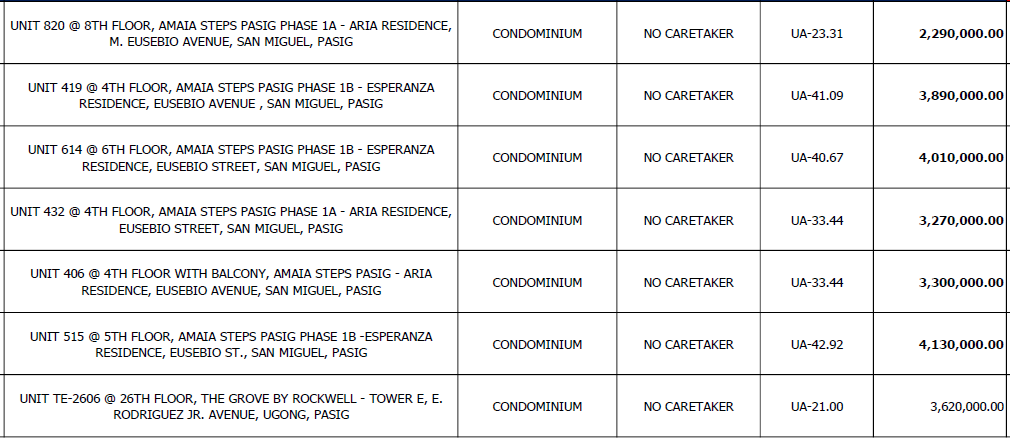 UNIT 820 @ 8TH FLOOR, AMAIA STEPS PASIG PHASE 1A - ARIA RESIDENCE,
M. EUSEBIO AVENUE, SAN MIGUEL, PASIG
CONDOMINIUM
NO CARETAKER
UA-23.31
2,290,000.00
UNIT 419 @ 4TH FLOOR, AMAIA STEPS PASIG PHASE 1B - ESPERANZA
RESIDENCE, EUSEBIO AVENUE , SAN MIGUEL, PASIG
CONDOMINIUM
NO CARETAKER
UA-41.09
3,890,000.00
UNIT 614 @ 6TH FLOOR, AMAIA STEPS PASIG PHASE 1B - ESPERANZA
RESIDENCE, EUSEBIO STREET, SAN MIGUEL, PASIG
CONDOMINIUM
NO CARETAKER
UA-40.67
4,010,000.00
UNIT 432 @ 4TH FLOOR, AMAIA STEPS PASIG PHASE 1A - ARIA RESIDENCE,
EUSEBIO STREET, SAN MIGUEL, PASIG
CONDOMINIUM
NO CARETAKER
UA-33.44
3,270,000.00
UNIT 406 @ 4TH FLOOR WITH BALCONY, AMAIA STEPS PASIG - ARIA
RESIDENCE, EUSEBIO AVENUE, SAN MIGUEL, PASIG
CONDOMINIUM
NO CARETAKER
UA-33.44
3,300,000.00
UNIT 515 @ 5TH FLOOR, AMAIA STEPS PASIG PHASE 1B -ESPERANZA
RESIDENCE, EUSEBIO ST., SAN MIGUEL, PASIG
CONDOMINIUM
NO CARETAKER
UA-42.92
4,130,000.00
UNIT TE-2606 @ 26TH FLOOR, THE GROVE BY ROCKWELL - TOWER E, E.
RODRIGUEZ JR. AVENUE, UGONG, PASIG
CONDOMINIUM
NO CARETAKER
UA-21.00
3,620,000.00